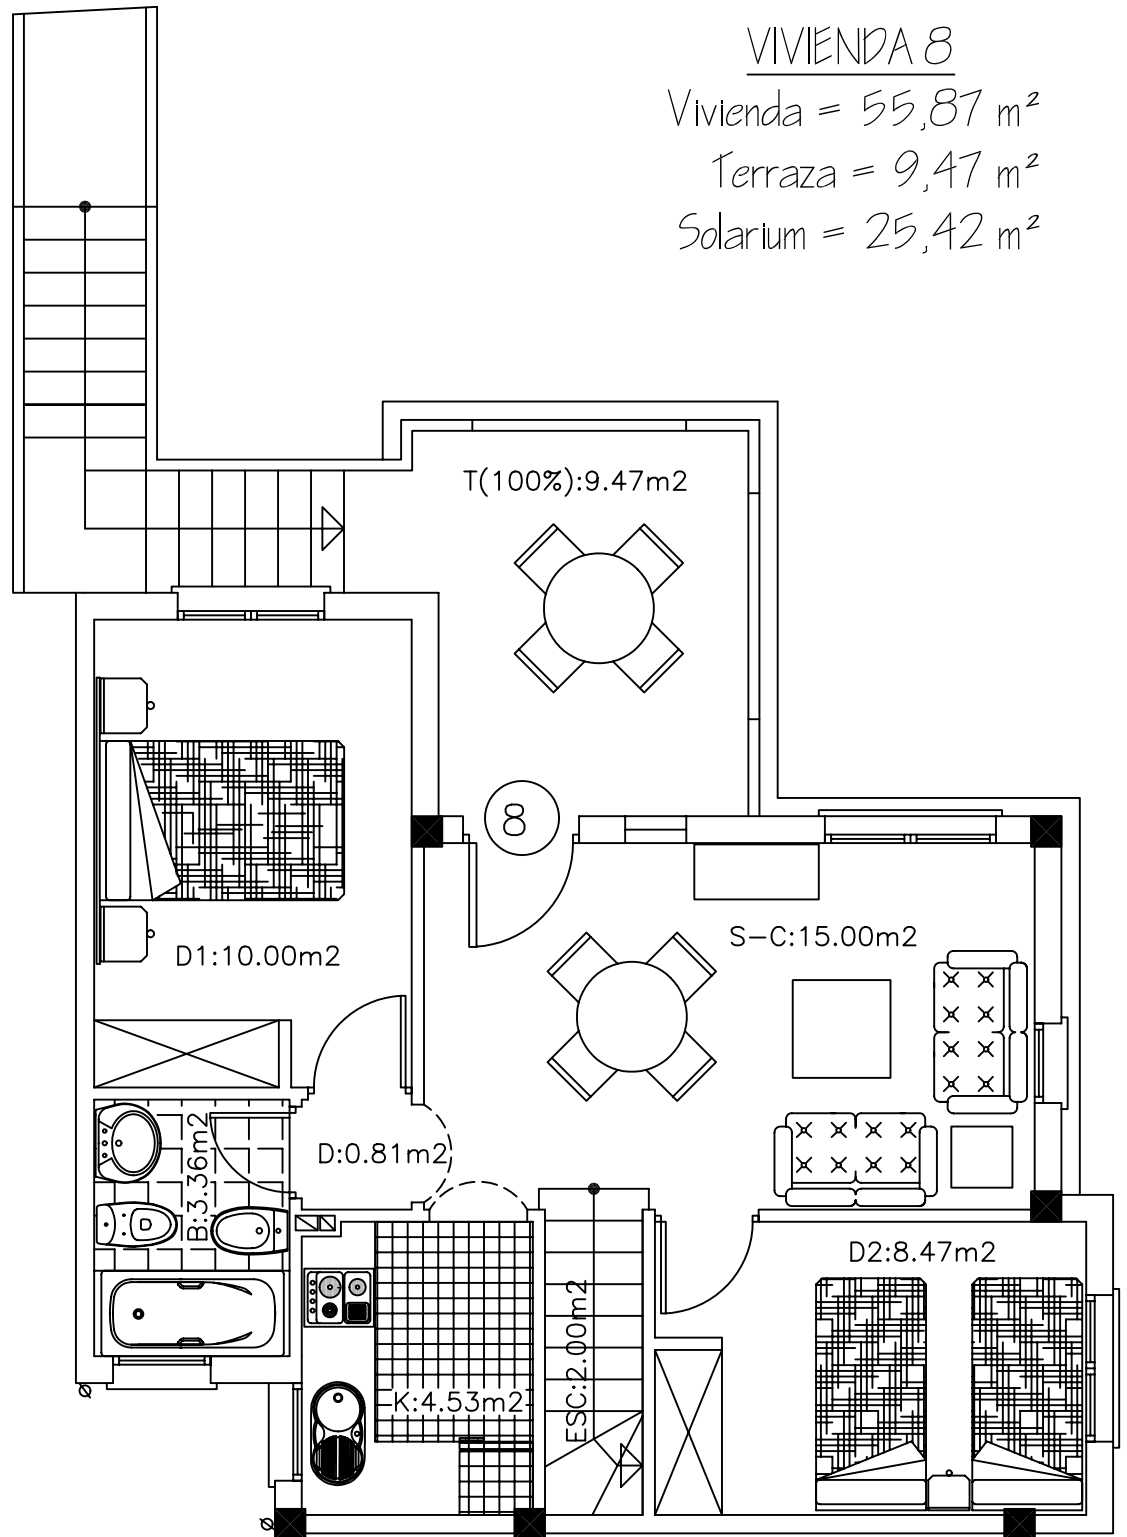 VIVIENDA 8
Vivienda = 55,87 m²
Terraza = 9,47 m²
Solarium = 25,42 m²
T(100%):9.47m2
8
S-C:15.00m2
D1:10.00m2
B:3.36m2
D:0.81m2
D2:8.47m2
ESC:2.00m2
K:4.53m2